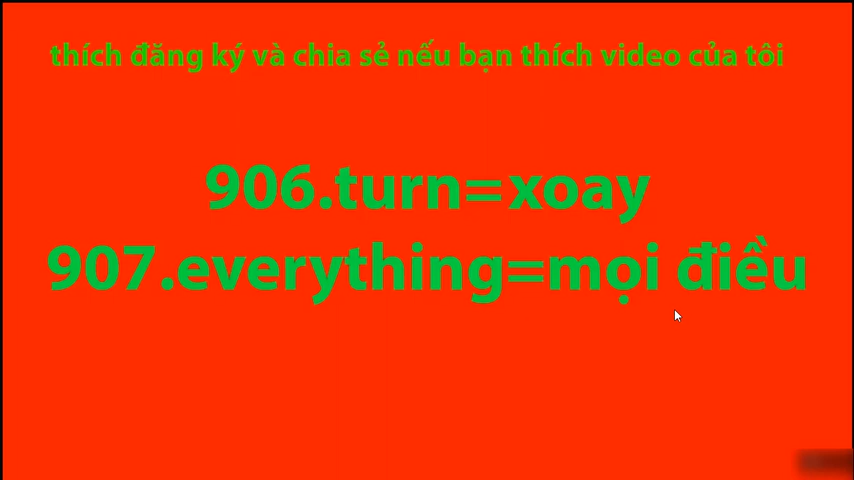 thích đăng ký và chia sẻ nếu bạn thích video của tôi
906.turn=xoay
907.everything=mọi điều